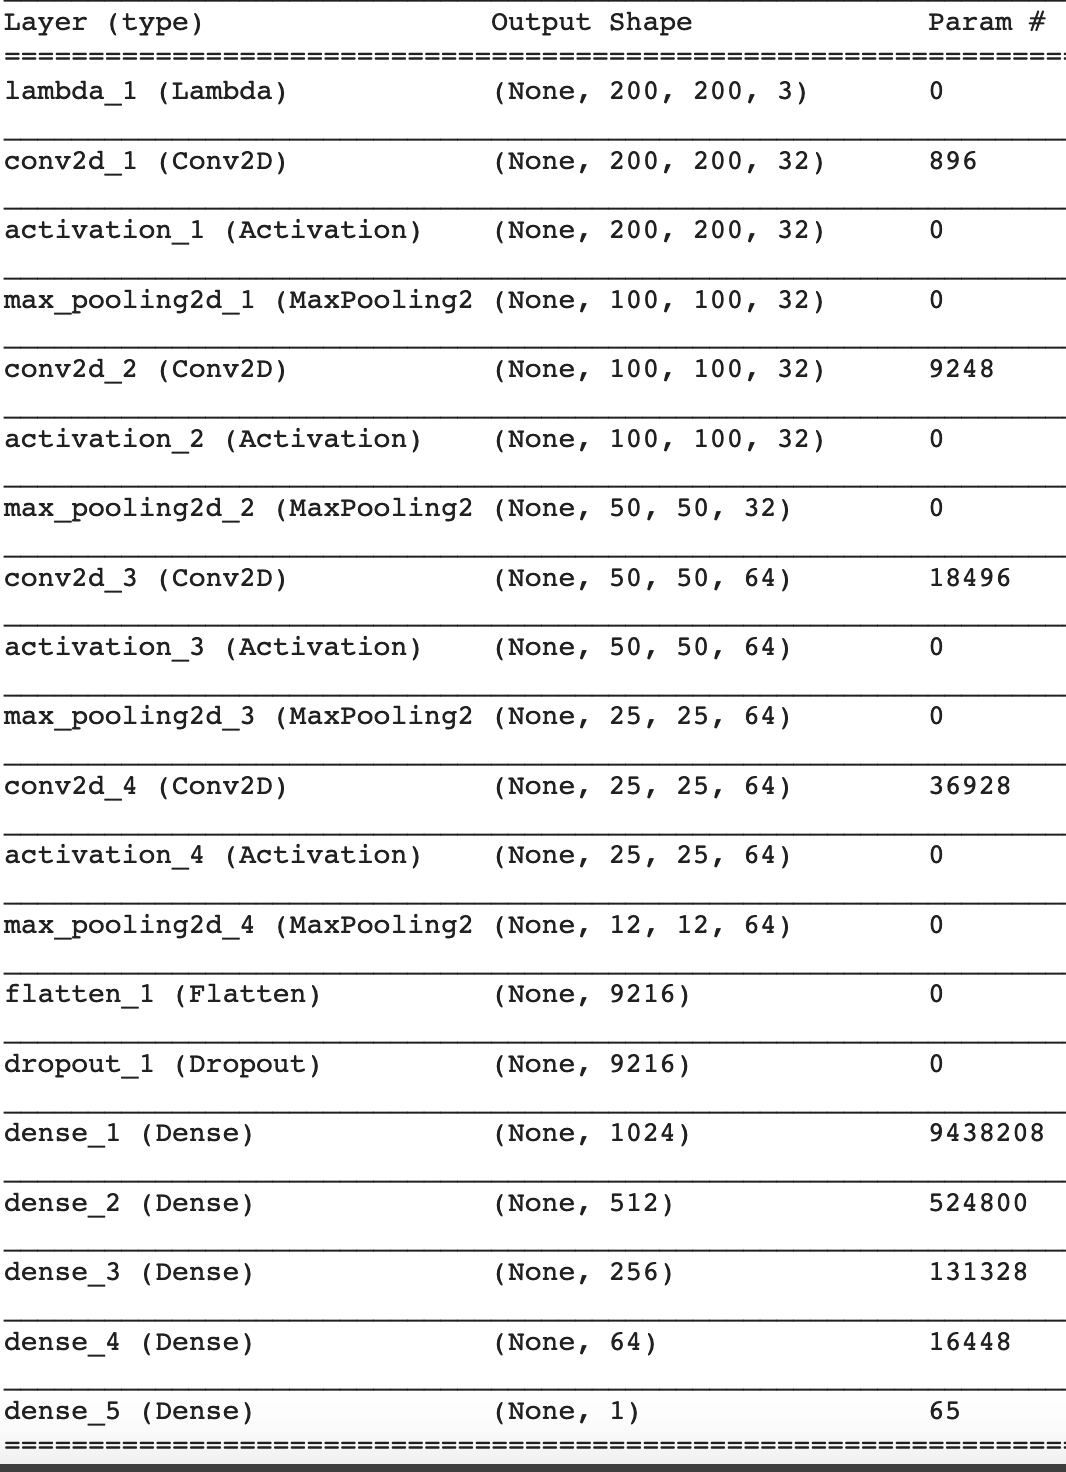 Layer (type) Output Shape Param #
=================================================================
lambda_1 (Lambda) (None, 200, 200, 3) 0
conv2d_1 (Conv2D) (None, 200, 200, 32) 896
activation_1 (Activation) (None, 200, 200, 32) 0
max_pooling2d_1 (MaxPooling2 (None, 100, 100, 32) 0
conv2d_2 (Conv2D) (None, 100, 100, 32) 9248
activation_2 (Activation) (None, 100, 100, 32) 0
max_pooling2d_2 (MaxPooling2 (None, 50, 50, 32) 0
conv2d_3 (Conv2D) (None, 50, 50, 64) 18496
activation_3 (Activation) (None, 50, 50, 64) 0
max_pooling2d_3 (MaxPooling2 (None, 25, 25, 64) 0
conv2d_4 (Conv2D) (None, 25, 25, 64) 36928
activation_4 (Activation) (None, 25, 25, 64) 0
max_pooling2d_4 (MaxPooling2 (None, 12, 12, 64) 0
flatten_1 (Flatten) (None, 9216) 0
dropout_1 (Dropout) (None, 9216) 0
dense_1 (Dense) (None, 1024) 9438208
dense_2 (Dense) (None, 512) 524800
dense_3 (Dense) (None, 256) 131328
dense_4 (Dense) (None, 64) 16448
dense_5 (Dense) (None, 1) 65
=================================================================